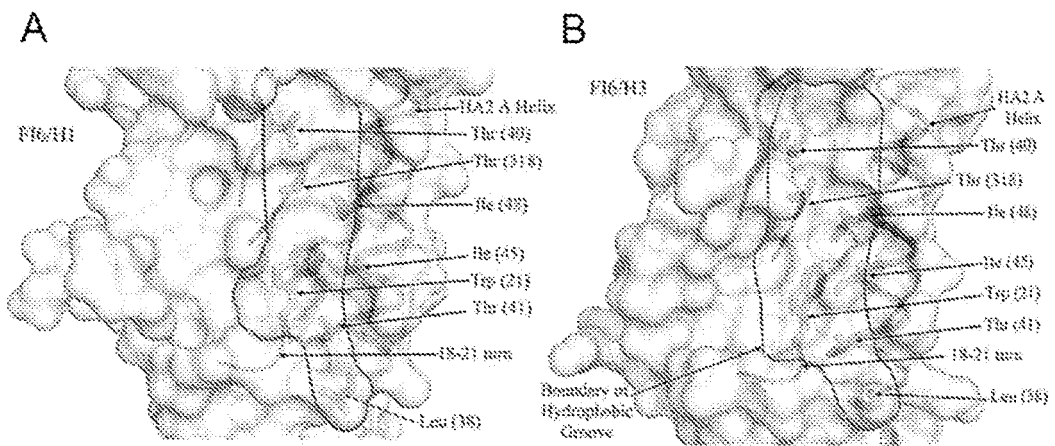 A
FI6/H1
HA2 A Helix
Thr (40)
Thr (318)
Ile (48)
Ile (45)
Trp (21)
Thr (41)
18-21 turn
Leu (38)
B
FI6/H3
HA2 A
Helix
Thr (40)
Thr (318)
Ile (48)
Ile (45)
Trp (21)
Thr (41)
18-21 turn
Leu (38)
Boundary of
Hydrophobic
Groove